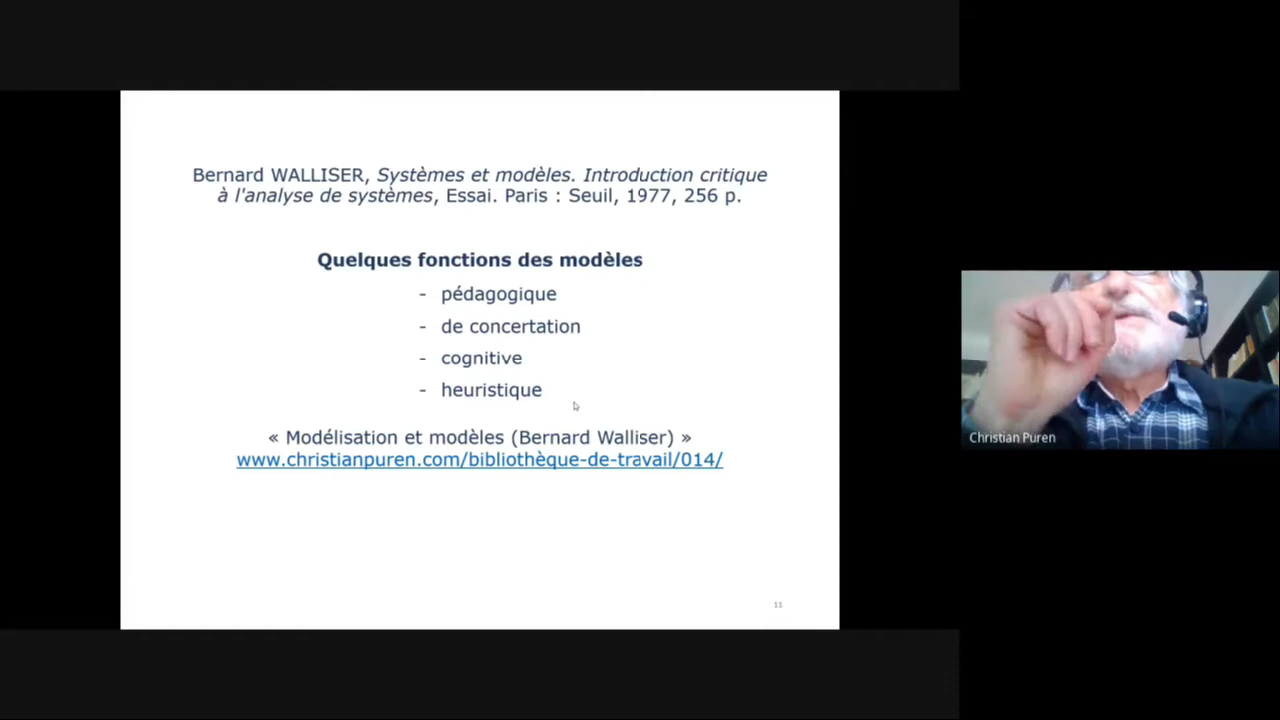 Bernard WALLISER, Systèmes et modèles. Introduction critique
à l'analyse de systèmes, Essai. Paris : Seuil, 1977, 256 p.
Quelques fonctions des modèles
- pédagogique
- de concertation
- cognitive
- heuristique
« Modélisation et modèles (Bernard Walliser) »
www.christianpuren.com/bibliothèque-de-travail/014/
11
Christian Puren